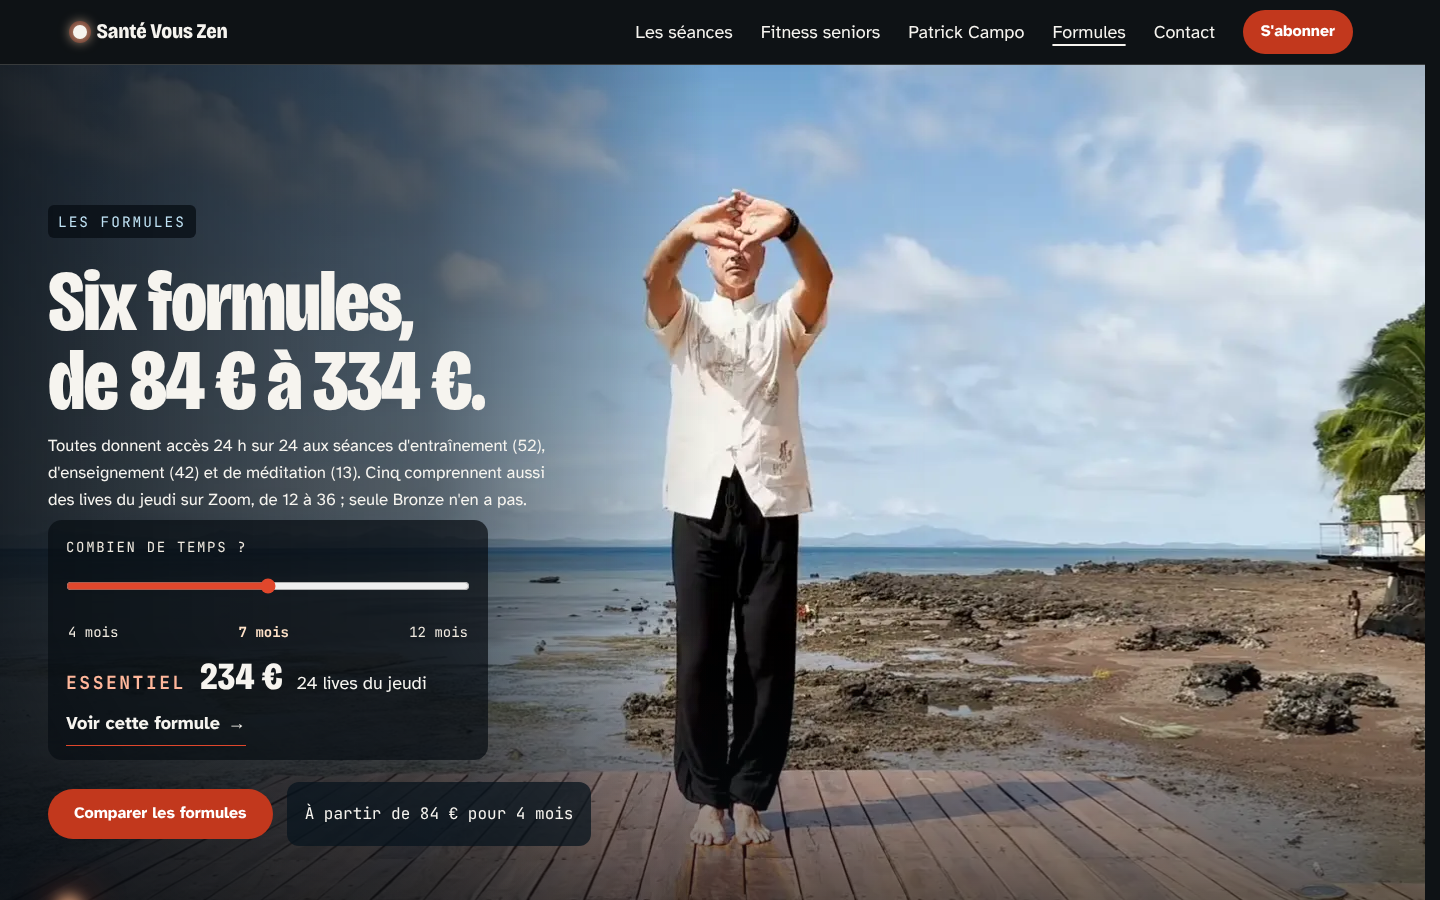 Santé Vous Zen
Les séances
Fitness seniors
Patrick Campo
Formules
Contact
S'abonner
LES FORMULES
Six formules,
de 84 € à 334 €.
Toutes donnent accès 24 h sur 24 aux séances d'entraînement (52),
d'enseignement (42) et de méditation (13). Cinq comprennent aussi
des lives du jeudi sur Zoom, de 12 à 36 ; seule Bronze n'en a pas.
COMBIEN DE TEMPS ?
4 mois
7 mois
12 mois
ESSENTIEL 234 € 24 lives du jeudi
Voir cette formule →
Comparer les formules
À partir de 84 € pour 4 mois